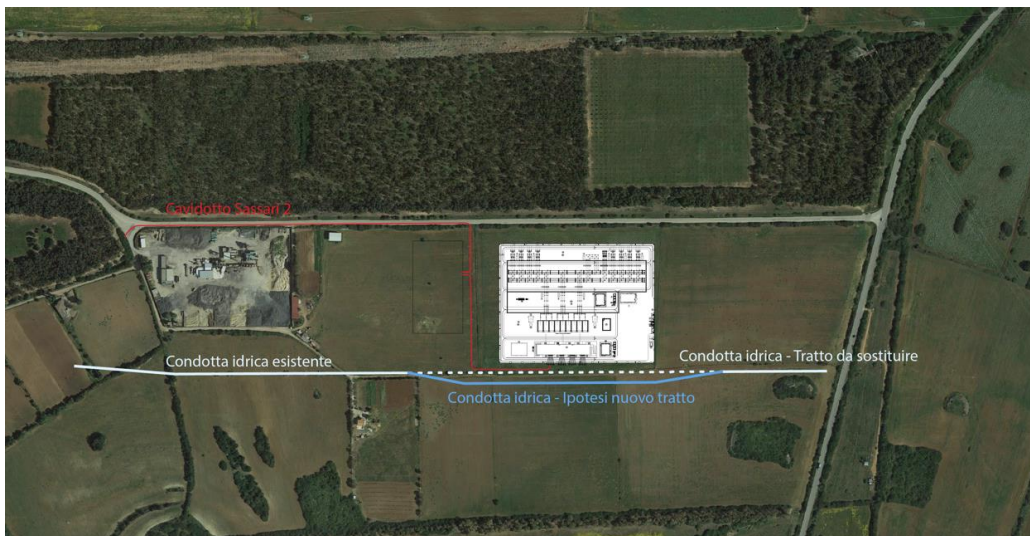 Cavidotto Sassari 2
Condotta idrica esistente
Condotta idrica - Tratto da sostituire
Condotta idrica - Ipotesi nuovo tratto